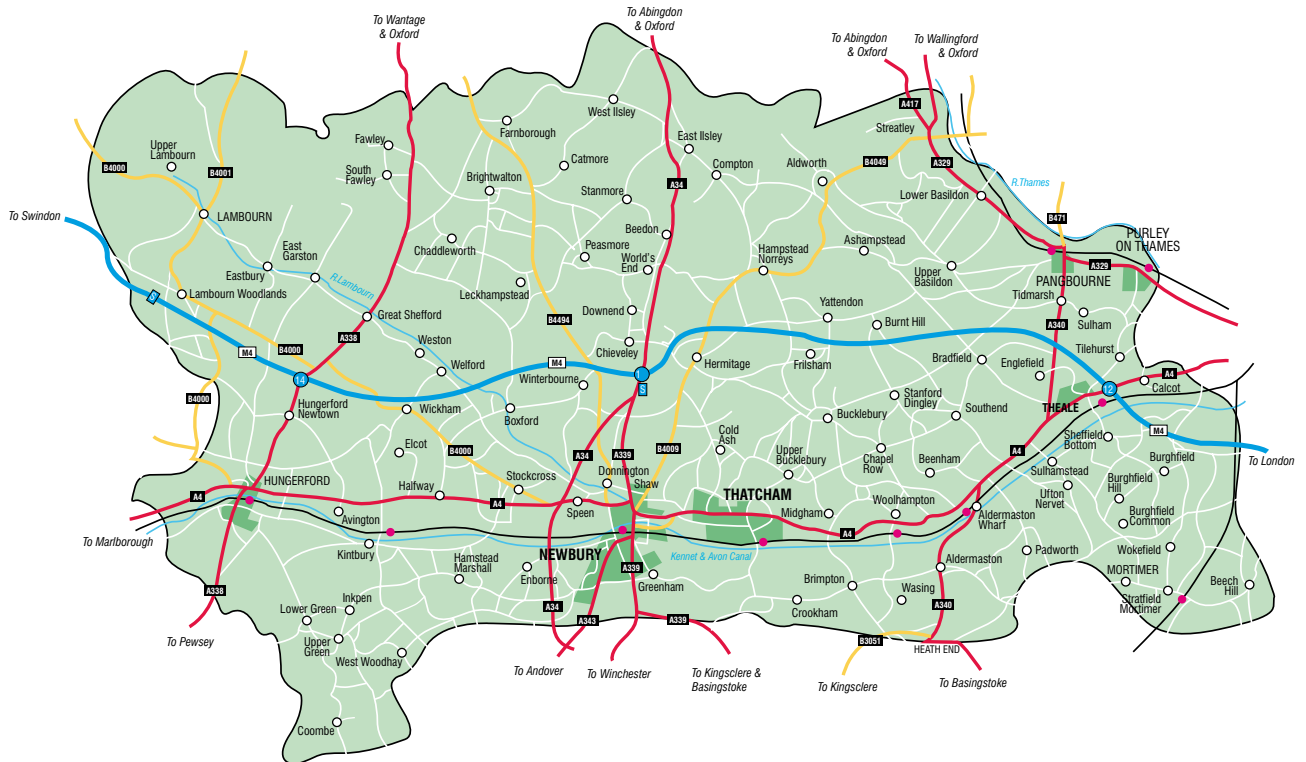 To Wantage
& Oxford
To Abingdon
& Oxford
To Abingdon
& Oxford
To Wallingford
& Oxford
West Ilsley
A417
Farnborough
Streatley
Fawley
East Ilsley
Upper
Lambourn
B4000
B4001
South
Fawley
Catmore
Compton
Aldworth
B4049
A329
Brightwalton
Stanmore
A34
Lower Basildon
R.Thames
To Swindon
LAMBOURN
B471
Chaddleworth
Beedon
PURLEY
ON THAMES
East
Garston
Peasmore
World's
End
Hampstead
Norreys
Ashampstead
Eastbury
R.Lambourn
Upper
Basildon
A329
PANGBOURNE
Leckhampstead
Lambourn Woodlands
S
Tidmarsh
Great Shefford
Downend
Yattendon
Burnt Hill
Sulham
B4494
A340
A338
B4000
M4
Weston
Chieveley
Hermitage
Frilsham
Bradfield
Englefield
Tilehurst
Welford
M4
Winterbourne
14
S
12
A4
Calcot
B4000
Hungerford
Newtown
Wickham
Boxford
Stanford
Dingley
Southend
THEALE
Bucklebury
M4
To London
Elcot
B4000
Cold
Ash
B4009
A339
A34
Upper
Bucklebury
Chapel
Row
Beenham
A4
Sheffield
Bottom
Sulhamstead
Burghfield
HUNGERFORD
Donnington
Shaw
Stockcross
Halfway
A4
A4
Speen
THATCHAM
Midgham
Woolhampton
Aldermaston
Wharf
Ufton
Nervet
Burghfield
Hill
Burghfield
Common
Avington
A4
To Marlborough
Kintbury
NEWBURY
Kennet & Avon Canal
Padworth
Wokefield
Hamstead
Marshall
Enborne
A339
Greenham
Aldermaston
MORTIMER
Brimpton
Wasing
Beech
Hill
Stratfield
Mortimer
A338
Inkpen
Lower Green
A34
A343
A339
Crookham
A340
To Pewsey
Upper
Green
West Woodhay
B3051
HEATH END
To Andover
To Winchester
To Kingsclere &
Basingstoke
To Kingsclere
To Basingstoke
Coombe